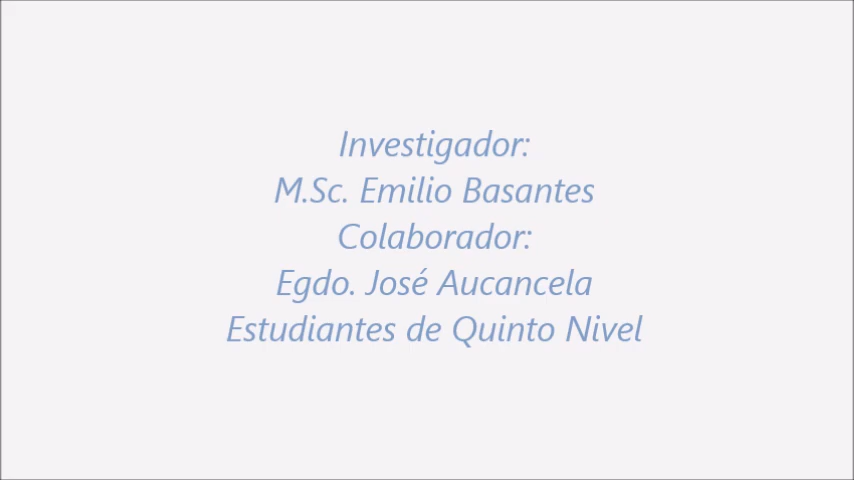 Investigador:
M.Sc. Emilio Basantes
Colaborador:
Egdo. José Aucancela
Estudiantes de Quinto Nivel